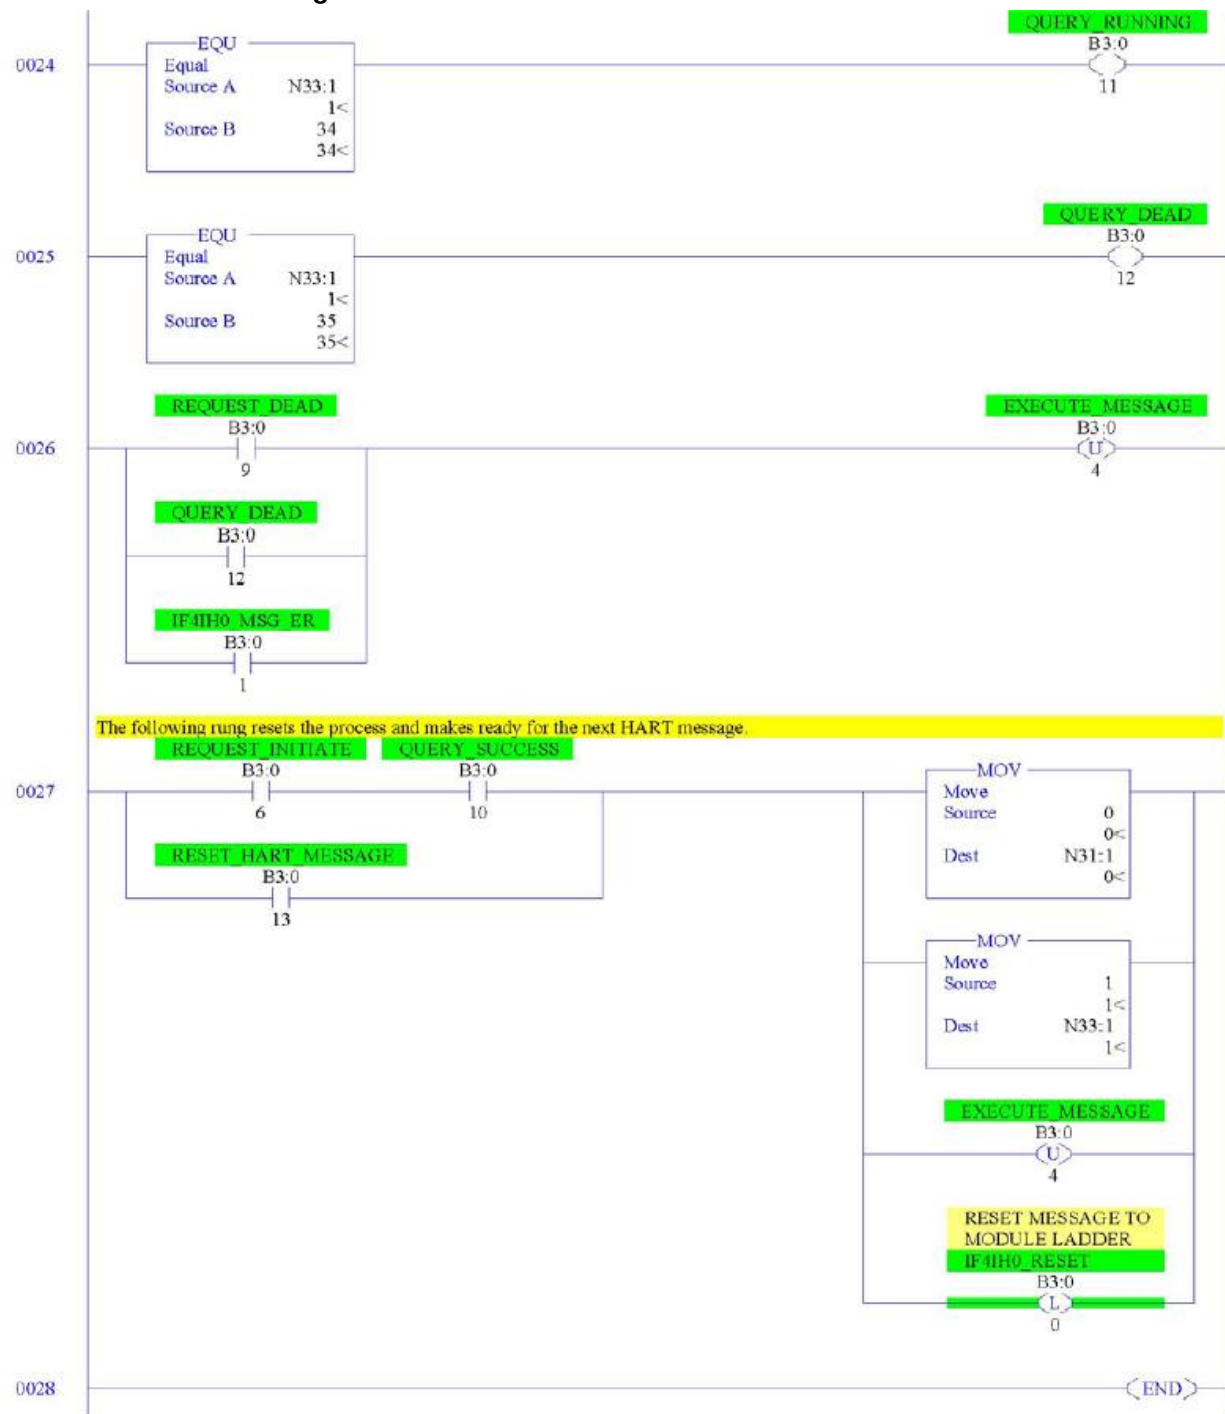 QUERY_RUNNING
B3:0
0024
EQU
Equal
Source A N33:1
1<
Source B 34
34<
11
QUERY_DEAD
B3:0
0025
EQU
Equal
Source A N33:1
1<
Source B 35
35<
12
REQUEST_DEAD
B3:0
9
EXECUTE_MESSAGE
B3:0
U
4
0026
QUERY_DEAD
B3:0
12
IF4IH0_MSG_ER
B3:0
1
The following rung resets the process and makes ready for the next HART message.
REQUEST_INITIATE QUERY_SUCCESS
B3:0 B3:0
0027
6 10
RESET_HART_MESSAGE
B3:0
13
MOV
Move
Source 0
0<
Dest N31:1
0<
MOV
Move
Source 1
1<
Dest N33:1
1<
EXECUTE_MESSAGE
B3:0
U
4
RESET MESSAGE TO
MODULE LADDER
IF4IH0_RESET
B3:0
L
0
0028
END